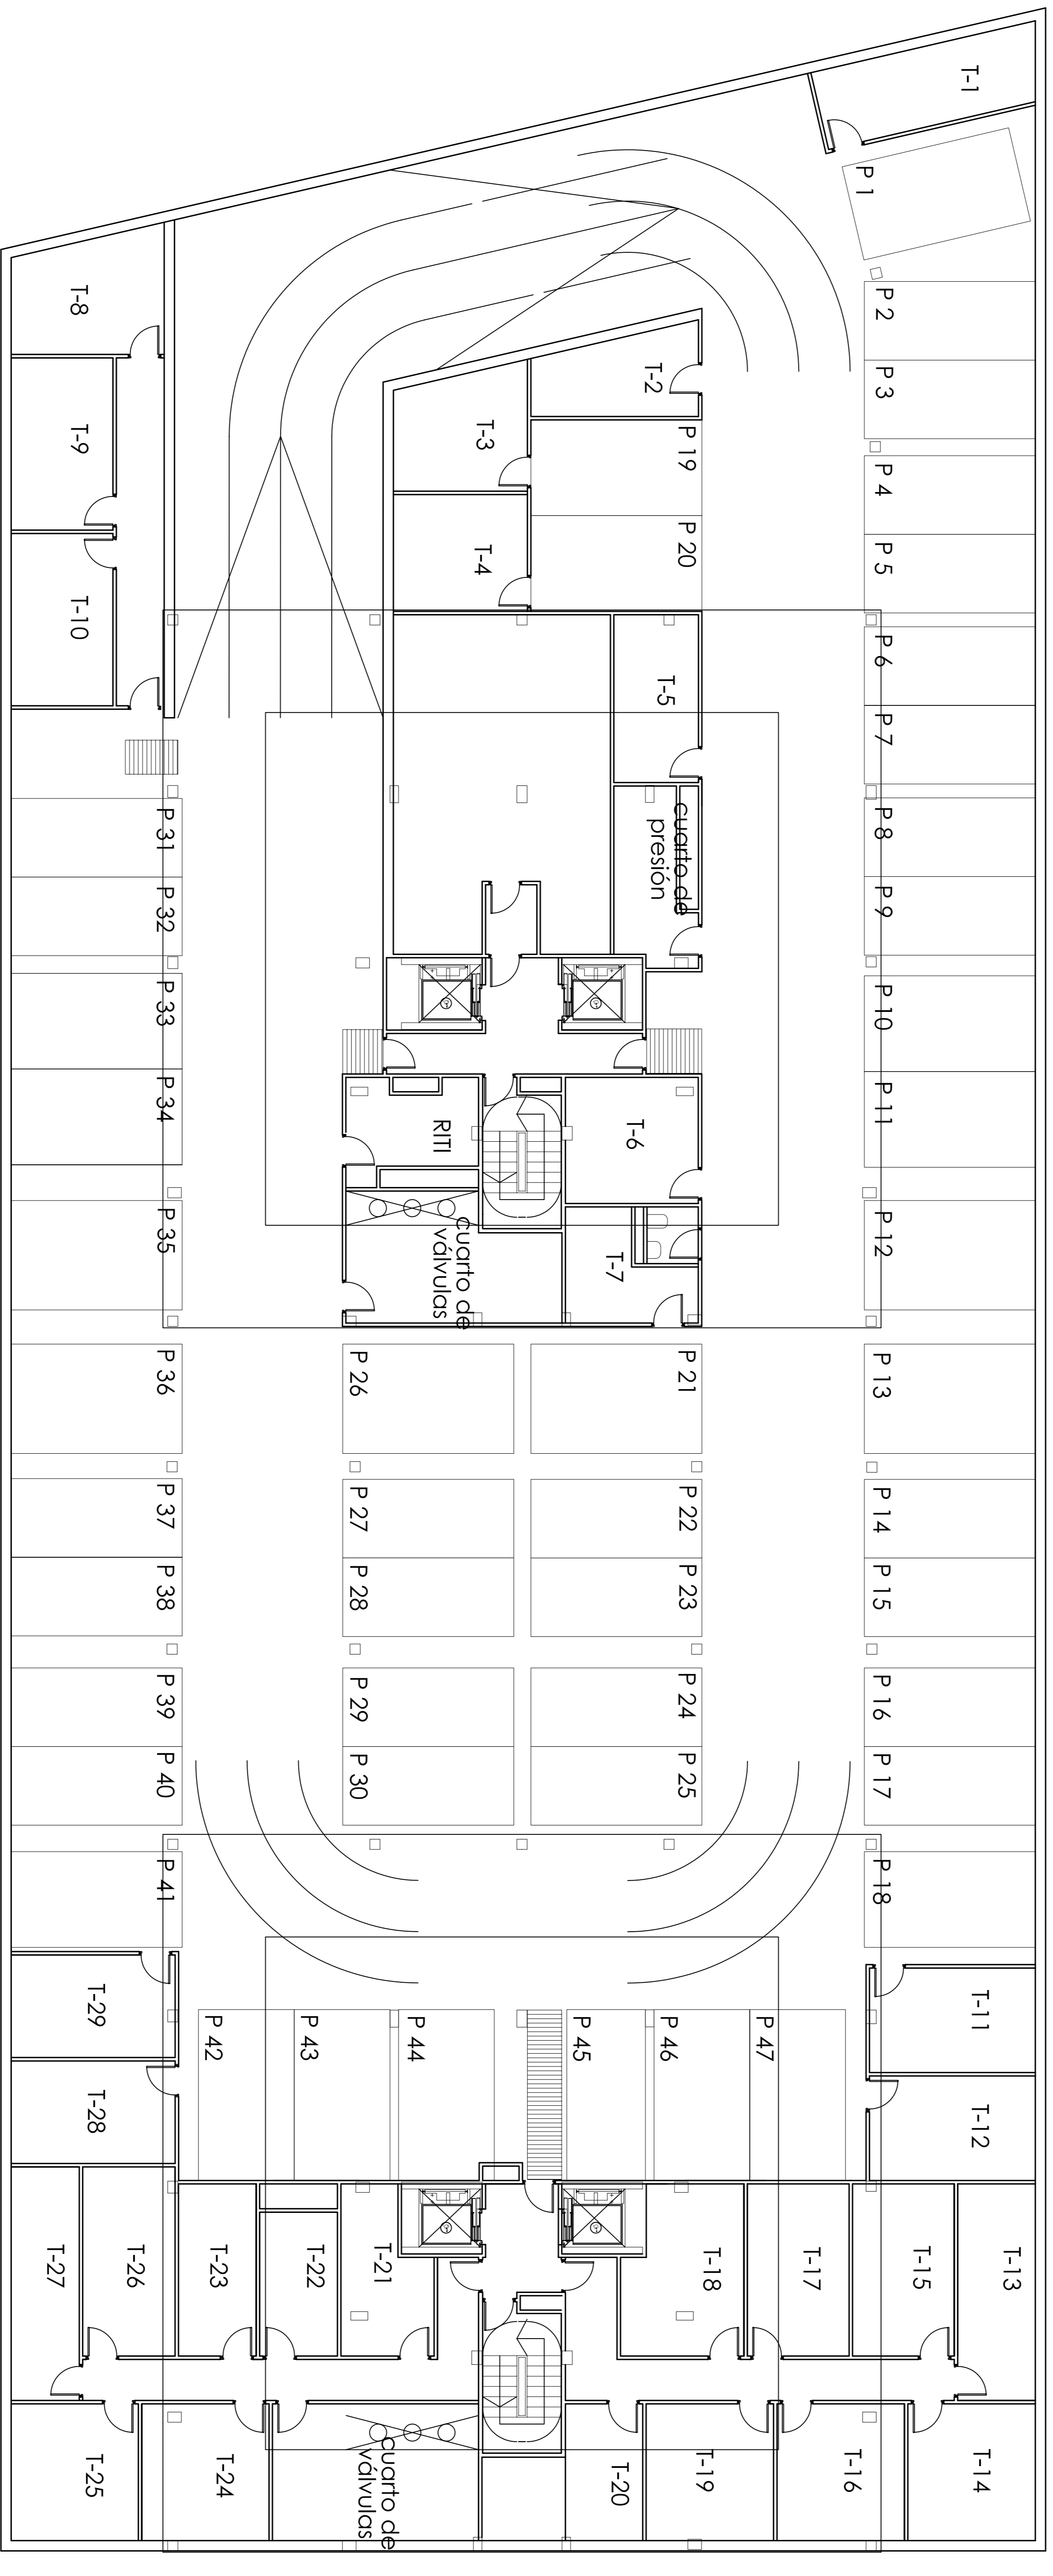 T-1
P 1
T-8
P 2
T-2
P 3
T-3
T-9
P 19
P 4
T-4
P 20
P 5
T-10
P 6
T-5
P 7
P 31
cuarto de
presión
P 8
P 32
P 9
P 33
P 10
P 34
P 11
RITI
T-6
P 35
cuarto de
válvulas
T-7
P 12
P 36
P 26
P 21
P 13
P 37
P 27
P 22
P 14
P 38
P 28
P 23
P 15
P 39
P 29
P 24
P 16
P 40
P 30
P 25
P 17
P 41
P 18
T-29
P 42
P 43
P 44
P 45
P 46
P 47
T-11
T-28
T-12
T-27
T-26
T-23
T-22
T-21
T-18
T-17
T-15
T-13
T-25
T-24
cuarto de
válvulas
T-20
T-19
T-16
T-14